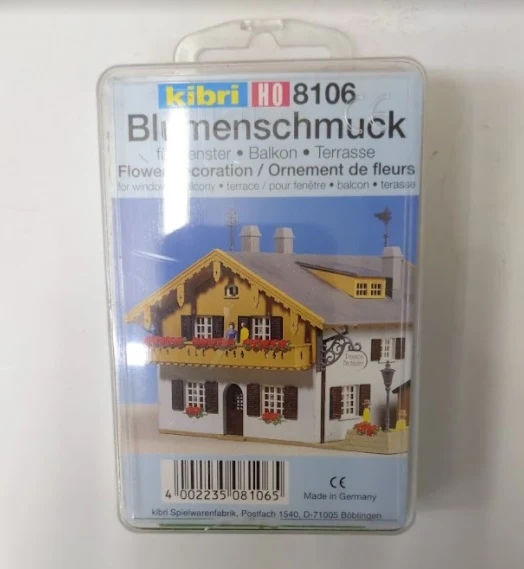 kibri H0 8106
Blumenschmuck
für Fenster • Balkon • Terrasse
Flower decoration / Ornement de fleurs
for window • balcony • terrace / pour fenêtre • balcon • terasse
4 002235 081065
CE
Made in Germany
kibri Spielwarenfabrik, Postfach 1540, D-71005 Böblingen